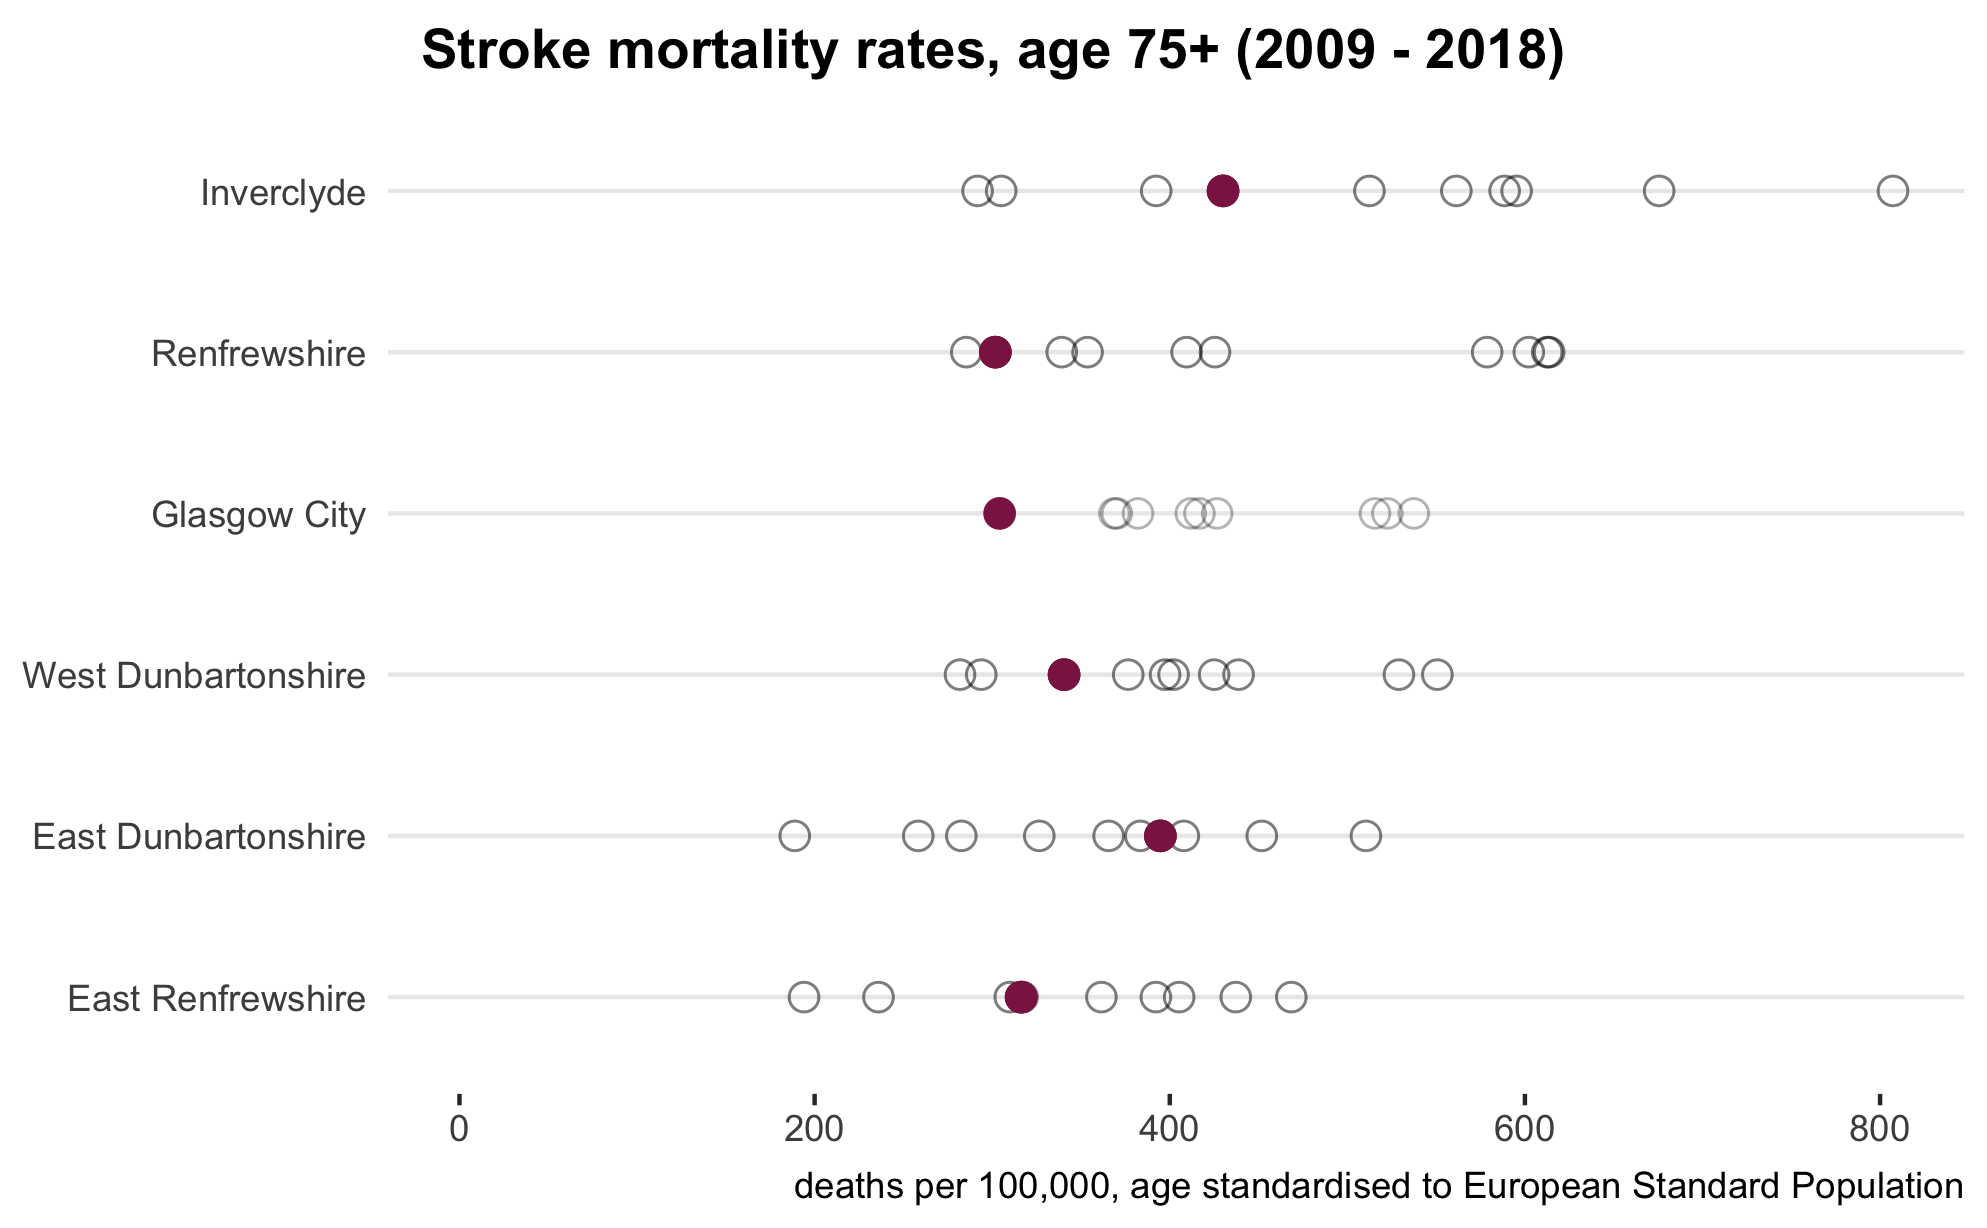 Stroke mortality rates, age 75+ (2009 - 2018)
Inverclyde
Renfrewshire
Glasgow City
West Dunbartonshire
East Dunbartonshire
East Renfrewshire
0 200 400 600 800
deaths per 100,000, age standardised to European Standard Population